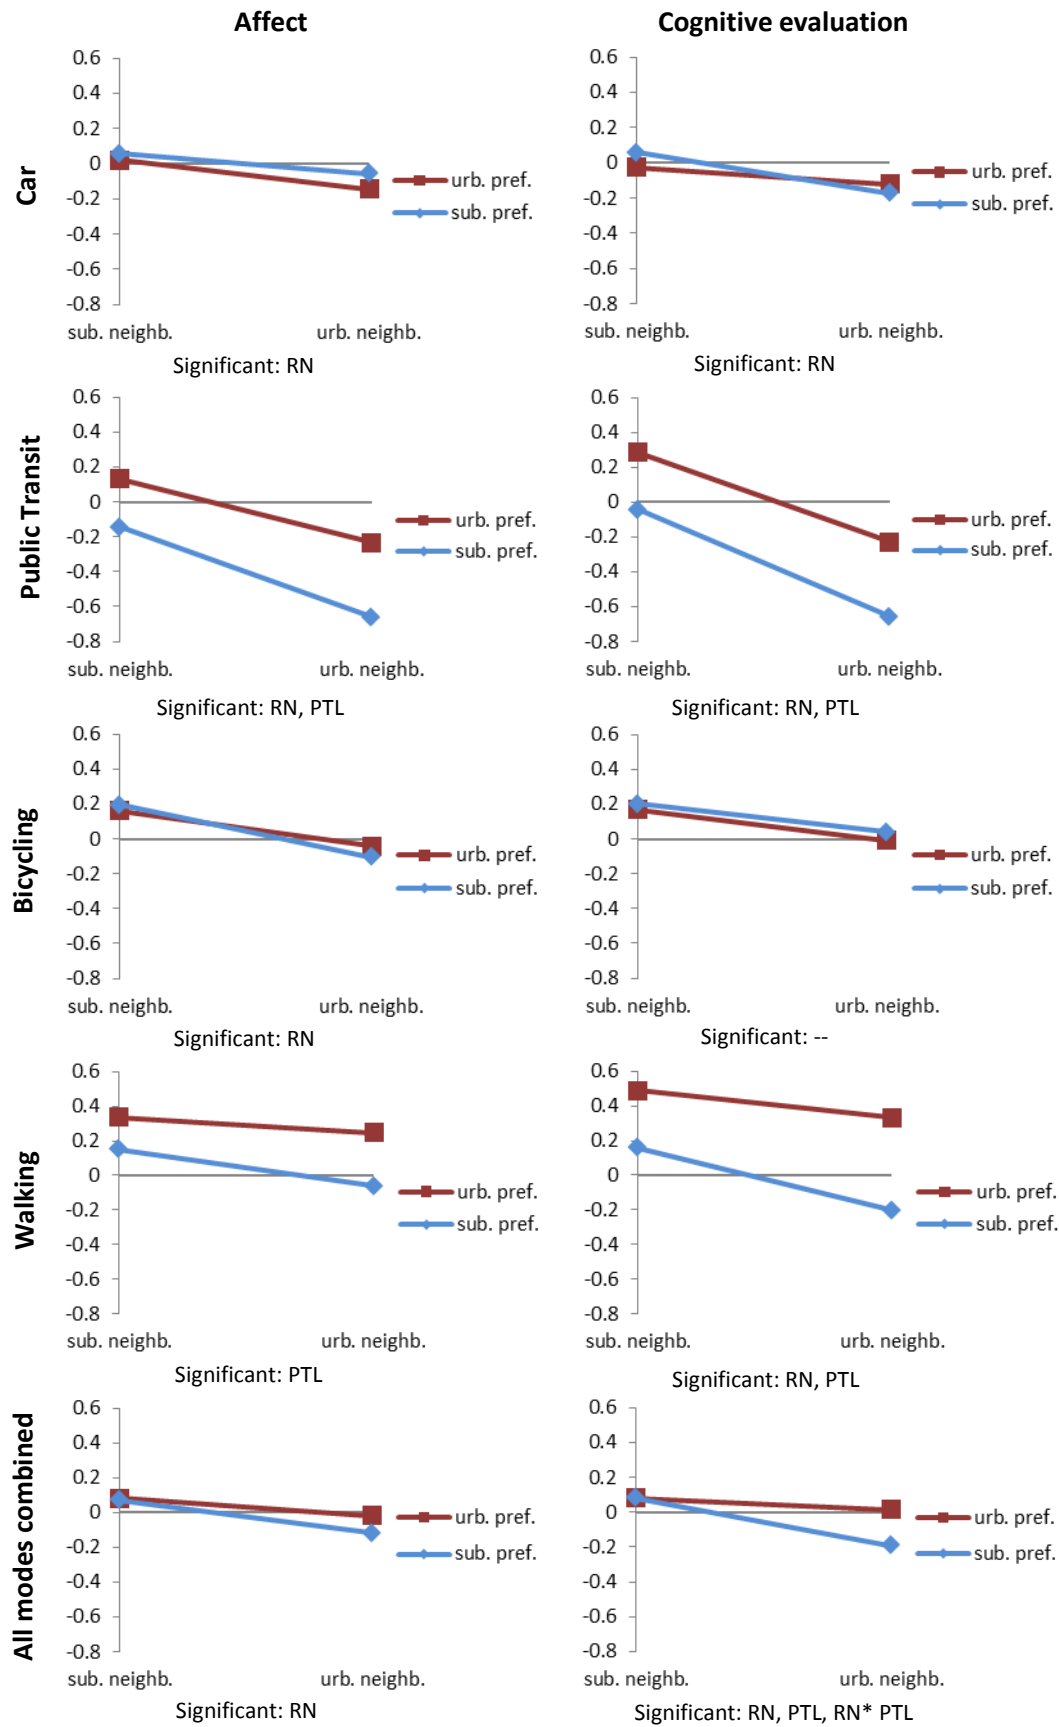 Affect
Cognitive evaluation
Car
0.6
0.4
0.2
0
-0.2
-0.4
-0.6
-0.8
sub. neighb. urb. neighb.
urb. pref.
sub. pref.
Significant: RN
0.6
0.4
0.2
0
-0.2
-0.4
-0.6
-0.8
sub. neighb. urb. neighb.
urb. pref.
sub. pref.
Significant: RN
Public Transit
0.6
0.4
0.2
0
-0.2
-0.4
-0.6
-0.8
sub. neighb. urb. neighb.
urb. pref.
sub. pref.
Significant: RN, PTL
0.6
0.4
0.2
0
-0.2
-0.4
-0.6
-0.8
sub. neighb. urb. neighb.
urb. pref.
sub. pref.
Significant: RN, PTL
Bicycling
0.6
0.4
0.2
0
-0.2
-0.4
-0.6
-0.8
sub. neighb. urb. neighb.
urb. pref.
sub. pref.
Significant: RN
0.6
0.4
0.2
0
-0.2
-0.4
-0.6
-0.8
sub. neighb. urb. neighb.
urb. pref.
sub. pref.
Significant: --
Walking
0.6
0.4
0.2
0
-0.2
-0.4
-0.6
-0.8
sub. neighb. urb. neighb.
urb. pref.
sub. pref.
Significant: PTL
0.6
0.4
0.2
0
-0.2
-0.4
-0.6
-0.8
sub. neighb. urb. neighb.
urb. pref.
sub. pref.
Significant: RN, PTL
All modes combined
0.6
0.4
0.2
0
-0.2
-0.4
-0.6
-0.8
sub. neighb. urb. neighb.
urb. pref.
sub. pref.
Significant: RN
0.6
0.4
0.2
0
-0.2
-0.4
-0.6
-0.8
sub. neighb. urb. neighb.
urb. pref.
sub. pref.
Significant: RN, PTL, RN* PTL